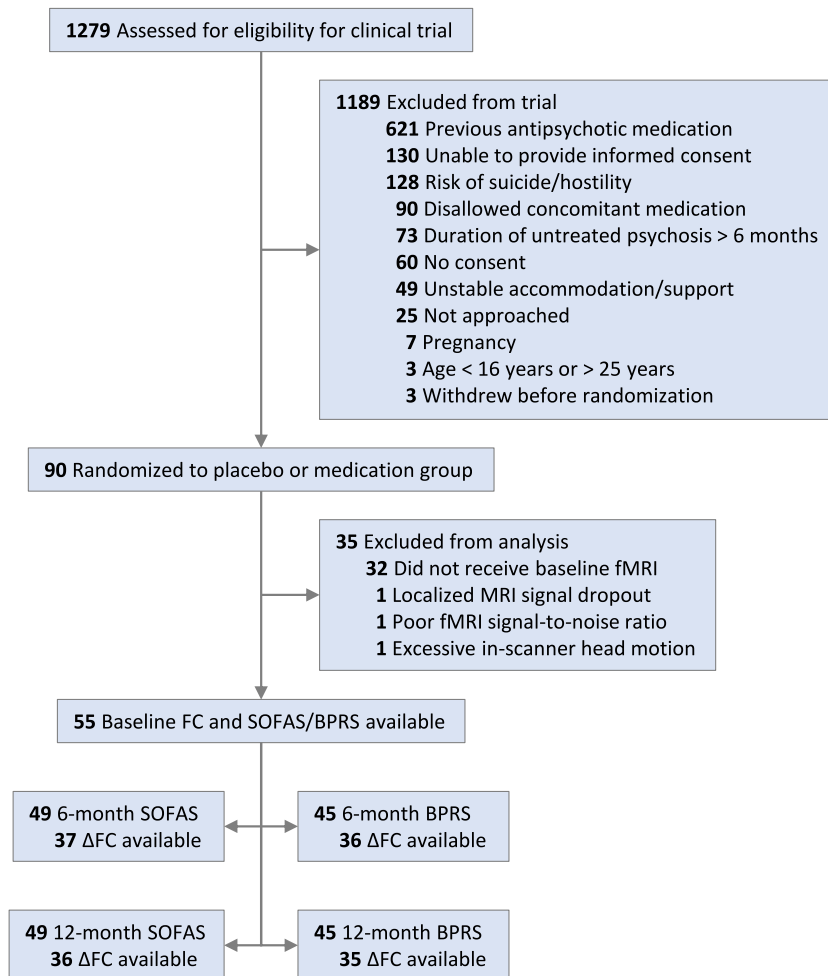 1279 Assessed for eligibility for clinical trial
1189 Excluded from trial
621 Previous antipsychotic medication
130 Unable to provide informed consent
128 Risk of suicide/hostility
90 Disallowed concomitant medication
73 Duration of untreated psychosis > 6 months
60 No consent
49 Unstable accommodation/support
25 Not approached
7 Pregnancy
3 Age < 16 years or > 25 years
3 Withdrew before randomization
90 Randomized to placebo or medication group
35 Excluded from analysis
32 Did not receive baseline fMRI
1 Localized MRI signal dropout
1 Poor fMRI signal-to-noise ratio
1 Excessive in-scanner head motion
55 Baseline FC and SOFAS/BPRS available
49 6-month SOFAS
37 ΔFC available
45 6-month BPRS
36 ΔFC available
49 12-month SOFAS
36 ΔFC available
45 12-month BPRS
35 ΔFC available